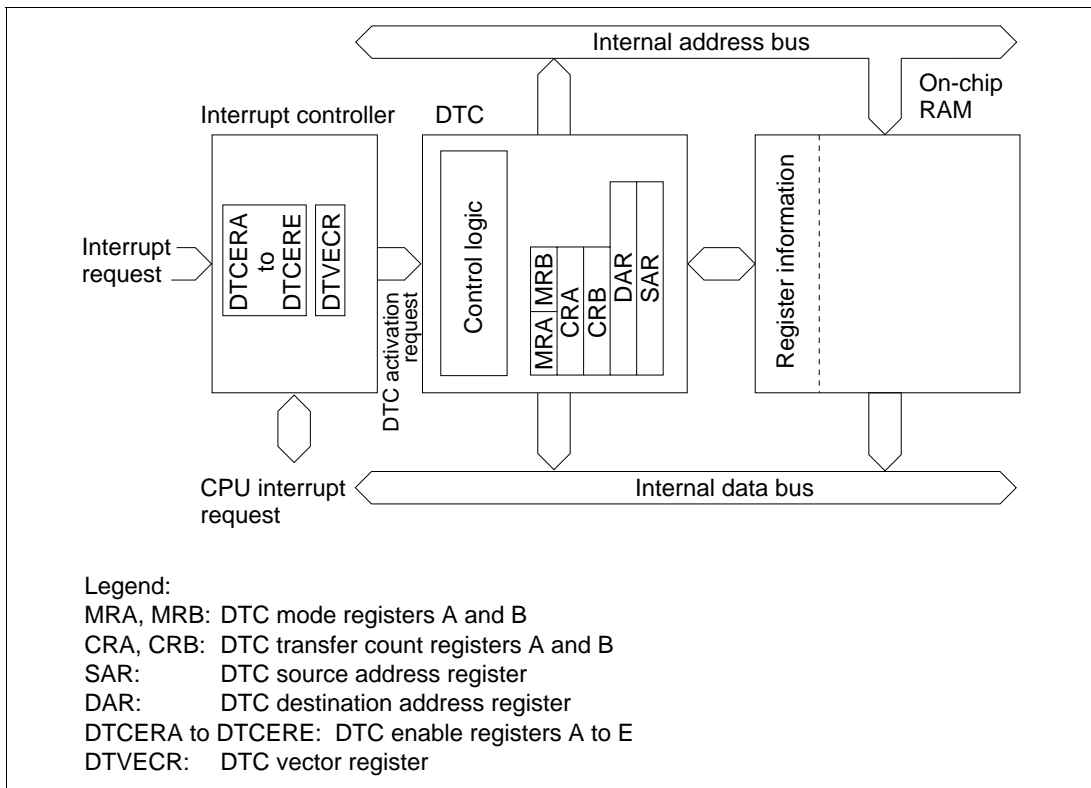 Internal address bus
On-chip
RAM
Interrupt controller
DTC
Interrupt
request
DTCERA
to
DTCERE
DTVECR
DTC activation
request
Control logic
MRA
MRB
CRA
CRB
DAR
SAR
Register information
CPU interrupt
request
Internal data bus
Legend:
MRA, MRB: DTC mode registers A and B
CRA, CRB: DTC transfer count registers A and B
SAR: DTC source address register
DAR: DTC destination address register
DTCERA to DTCERE: DTC enable registers A to E
DTVECR: DTC vector register